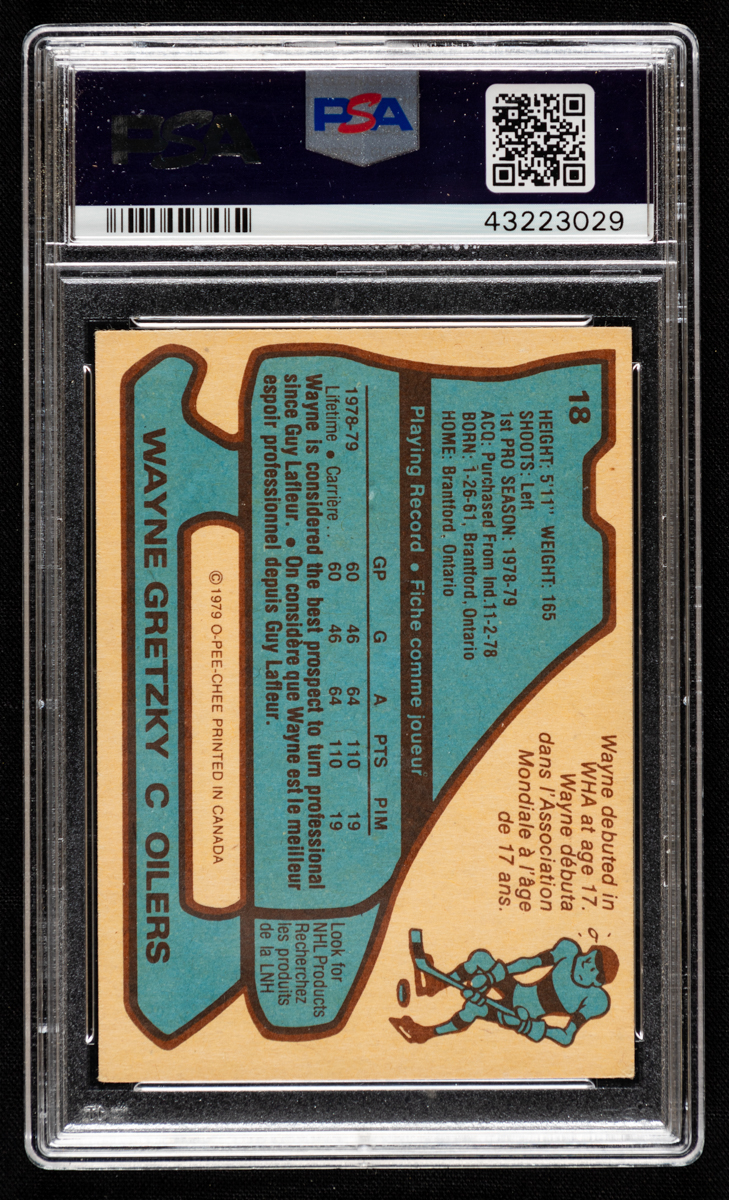 PSA
PSA
43223029
18
HEIGHT: 5'11" WEIGHT: 165
SHOOTS: Left
1st PRO SEASON: 1978-79
ACQ: Purchased From Ind. 11-2-78
BORN: 1-26-61, Brantford, Ontario
HOME: Brantford, Ontario
Wayne debuted in
WHA at age 17.
Wayne débuta
dans l'Association
Mondiale à l'âge
de 17 ans.
Playing Record • Fiche comme joueur
GP G A PTS PIM
1978-79 60 46 64 110 19
Lifetime • Carrière . . 60 46 64 110 19
Wayne is considered the best prospect to turn professional
since Guy Lafleur. • On considère que Wayne est le meilleur
espoir professionnel depuis Guy Lafleur.
Look for
NHL Products
Recherchez
les produits
de la LNH
© 1979 O-PEE-CHEE PRINTED IN CANADA
WAYNE GRETZKY C OILERS